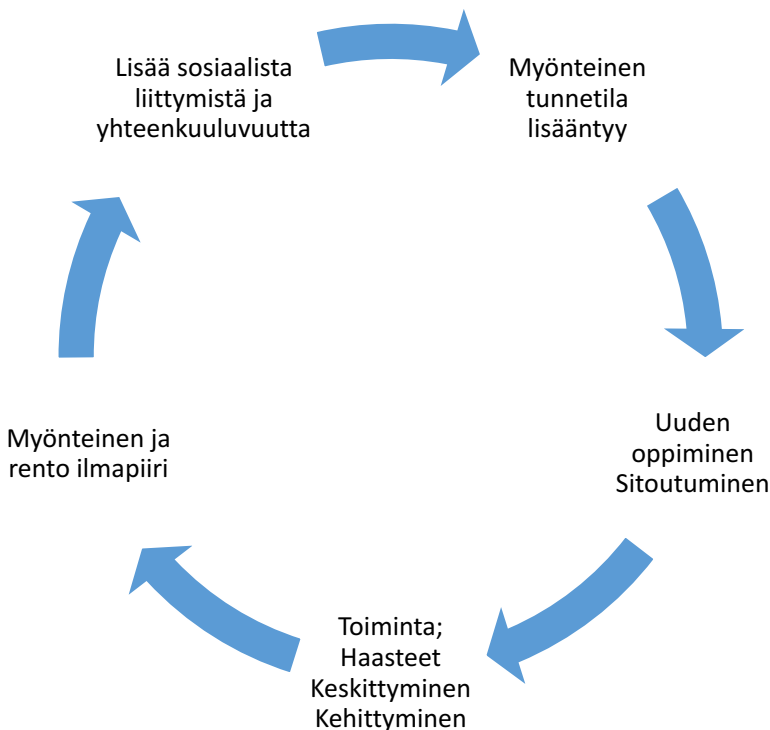 Lisää sosiaalista
liittymistä ja
yhteenkuuluvuutta
Myönteinen
tunnetila
lisääntyy
Uuden
oppiminen
Sitoutuminen
Toiminta;
Haasteet
Keskittyminen
Kehittyminen
Myönteinen ja
rento ilmapiiri